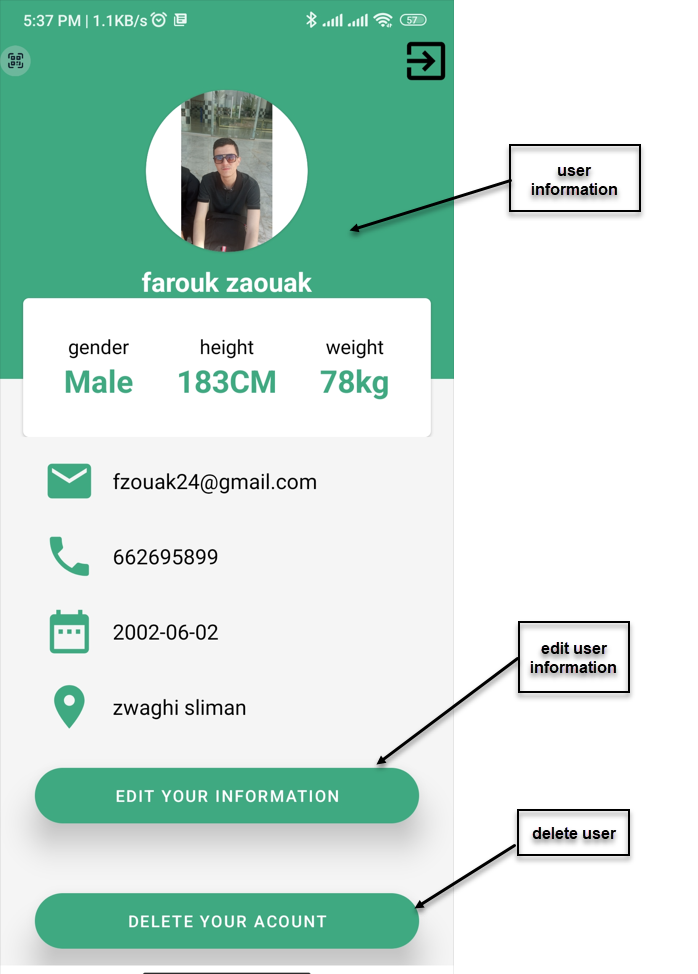 5:37 PM | 1.1KB/s
57
farouk zaouak
gender height weight
Male 183CM 78kg
fzouak24@gmail.com
662695899
2002-06-02
zwaghi sliman
EDIT YOUR INFORMATION
DELETE YOUR ACOUNT
user
information
edit user
information
delete user